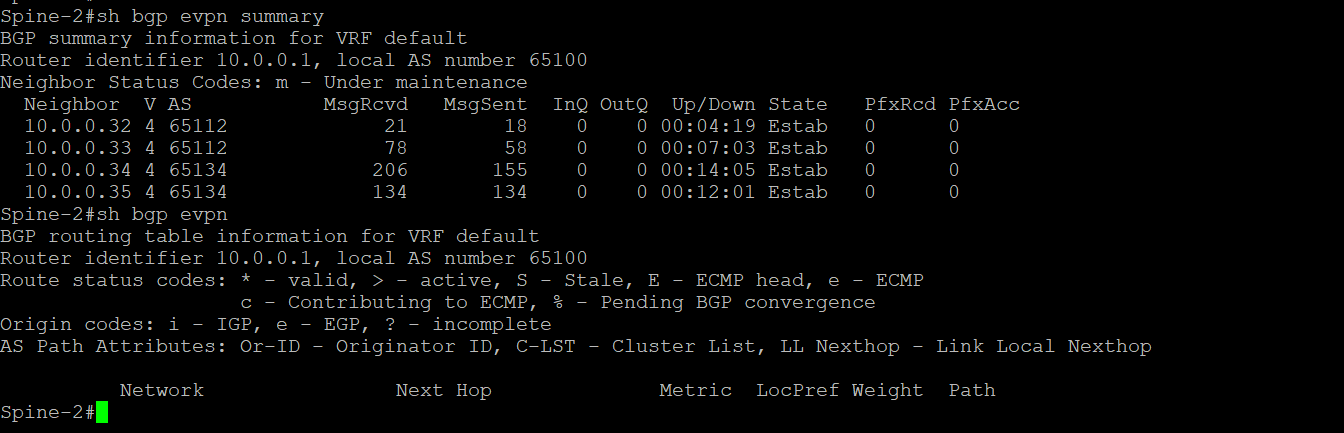 Spine-2#sh bgp evpn summary
BGP summary information for VRF default
Router identifier 10.0.0.1, local AS number 65100
Neighbor Status Codes: m - Under maintenance
  Neighbor  V AS             MsgRcvd   MsgSent  InQ OutQ  Up/Down State   PfxRcd PfxAcc
  10.0.0.32 4 65112               21        18    0    0 00:04:19 Estab   0      0
  10.0.0.33 4 65112               78        58    0    0 00:07:03 Estab   0      0
  10.0.0.34 4 65134              206       155    0    0 00:14:05 Estab   0      0
  10.0.0.35 4 65134              134       134    0    0 00:12:01 Estab   0      0
Spine-2#sh bgp evpn
BGP routing table information for VRF default
Router identifier 10.0.0.1, local AS number 65100
Route status codes: * - valid, > - active, S - Stale, E - ECMP head, e - ECMP
                    c - Contributing to ECMP, % - Pending BGP convergence
Origin codes: i - IGP, e - EGP, ? - incomplete
AS Path Attributes: Or-ID - Originator ID, C-LST - Cluster List, LL Nexthop - Link Local Nexthop
          Network                Next Hop              Metric  LocPref Weight  Path
Spine-2#